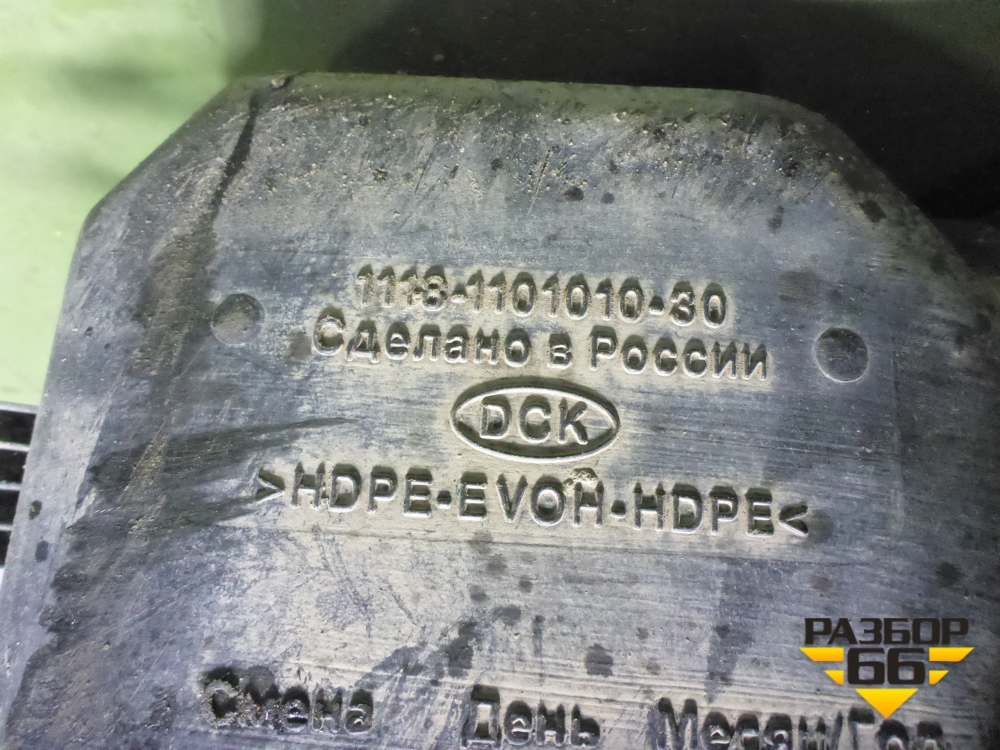 1118-1101010-30
Сделано в России
DCK
>HDPE-EVOH-HDPE<
Смена День Месяц/Год
РАЗБОР
66